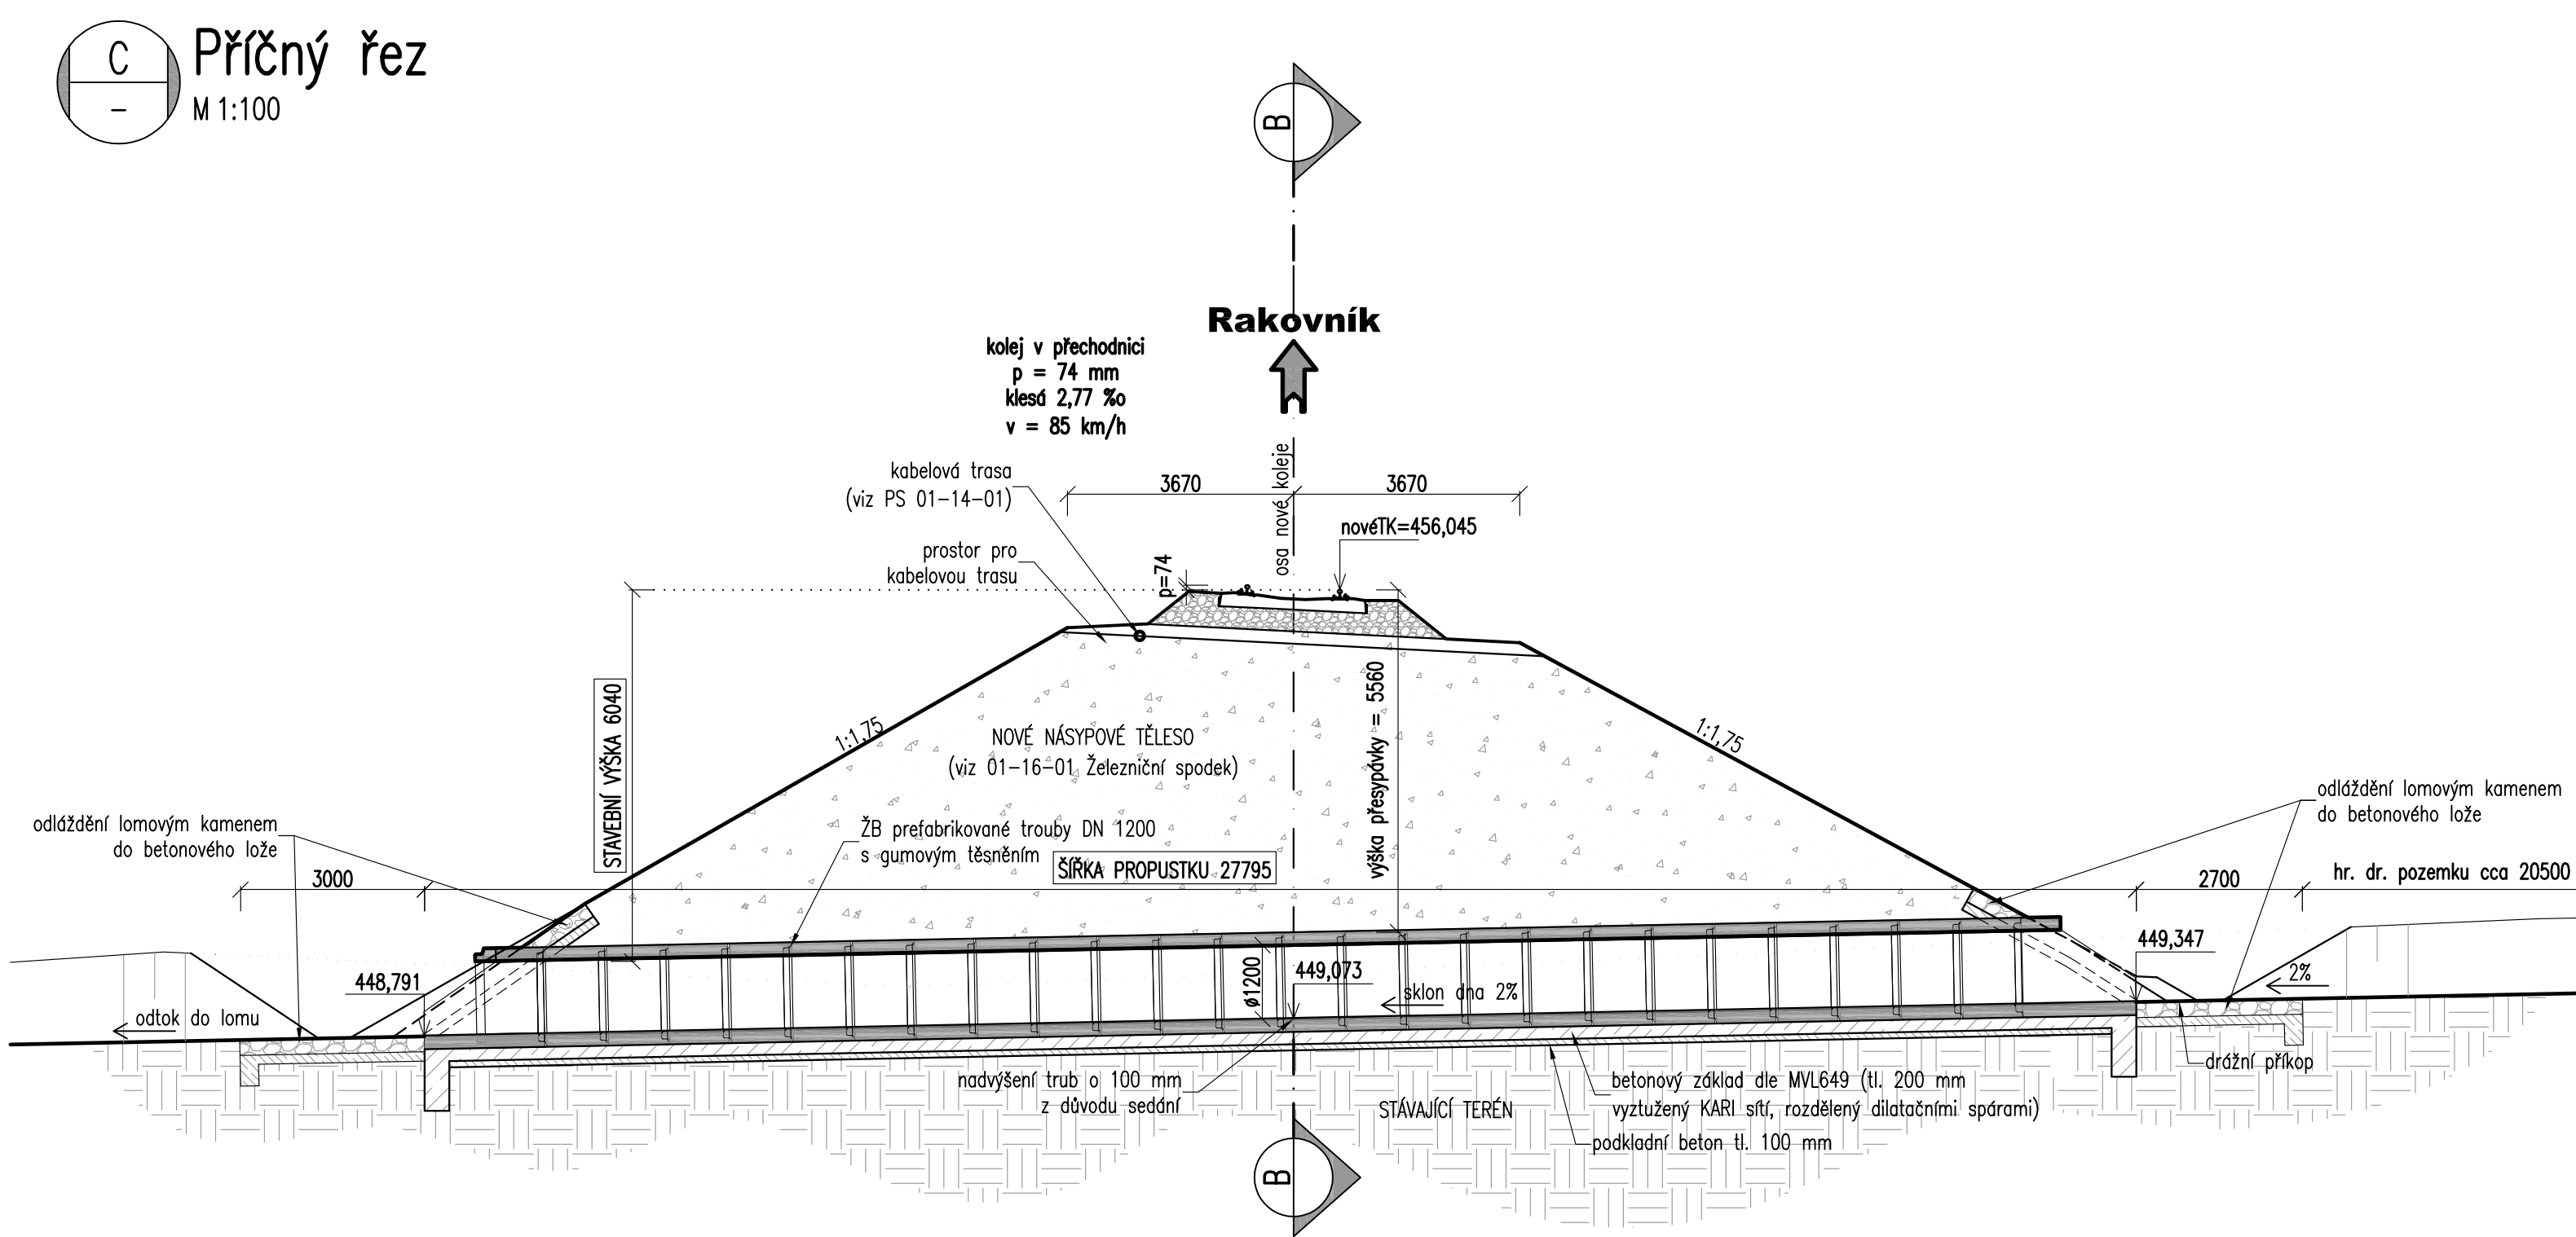 C
-
Příčný řez
M 1:100
B
Rakovník
kolej v přechodnici
p = 74 mm
klesá 2,77 ‰
v = 85 km/h
osa nové koleje
kabelová trasa
(viz PS 01-14-01)
3670
3670
novéTK=456,045
prostor pro
kabelovou trasu
p=74
STAVEBNÍ VÝŠKA 6040
výška přesypávky = 5560
1:1,75
1:1,75
NOVÉ NÁSYPOVÉ TĚLESO
(viz 01-16-01 Železniční spodek)
odláždění lomovým kamenem
do betonového lože
odláždění lomovým kamenem
do betonového lože
ŽB prefabrikované trouby DN 1200
s gumovým těsněním
ŠÍŘKA PROPUSTKU 27795
3000
2700
hr. dr. pozemku cca 20500
448,791
ø1200
449,073
449,347
sklon dna 2%
2%
odtok do lomu
drážní příkop
nadvýšení trub o 100 mm
z důvodu sedání
STÁVAJÍCÍ TERÉN
betonový základ dle MVL649 (tl. 200 mm
vyztužený KARI sítí, rozdělený dilatačními spárami)
podkladní beton tl. 100 mm
B